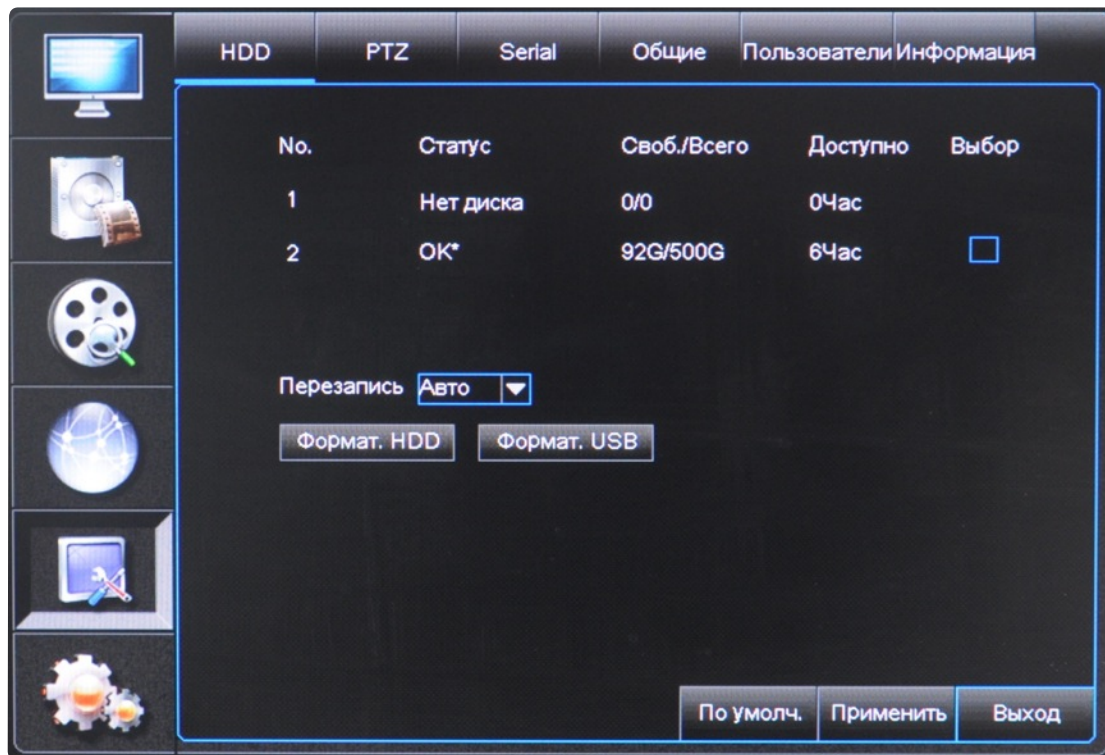 HDD PTZ Serial Общие Пользователи Информация
No. Статус Своб./Всего Доступно Выбор
1 Нет диска 0/0 0Час
2 OK* 92G/500G 6Час
Перезапись Авто
Формат. HDD Формат. USB
По умолч. Применить Выход